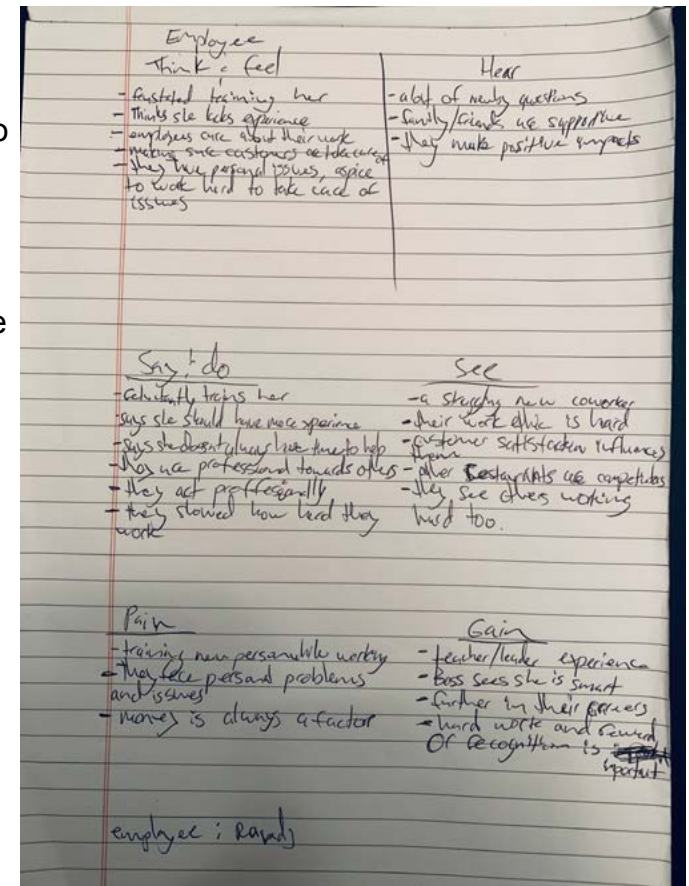 Employee
Think & feel
- frustated training her
- Thinks she lacks experience
- employees care about their work
- making sure customers are taken care of
- they have personal issues, aspire
to work hard to take care of
issues
Hear
- a lot of newby questions
- family/friends are supportive
- they make positive impacts
Say & do
- reluctantly trains her
- says she should have more experience
- says she doesn't always have time to help
- they are professional towards others
- they act proffesionally
- they showed how hard they
work
See
- a struggling new coworker
- their work ethic is hard
- customer satisfaction influences
them
- other Restaurants are competitors
- they see others working
hard too.
Pain
- training new person while working
- They face personal problems
and issues
- money is always a factor
Gain
- teacher/leader experience
- Boss sees she is smart
- further in their careers
- hard work and reward
Of recognition is
important
employee :
o
e